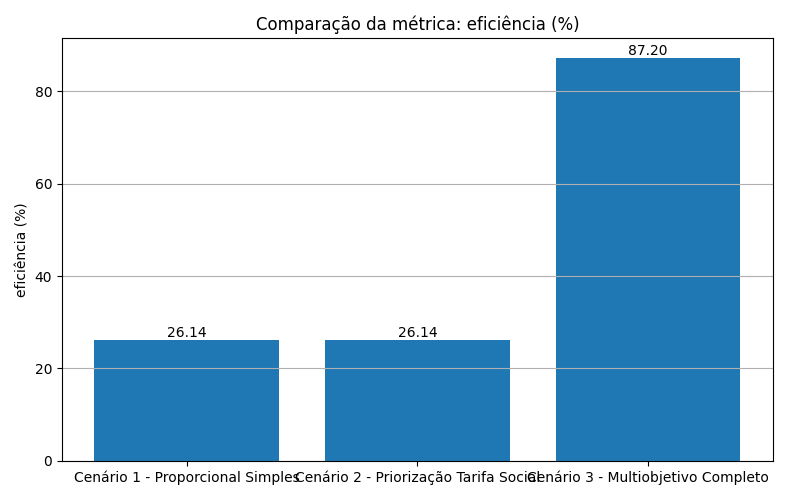 Comparação da métrica: eficiência (%)
eficiência (%)
80
60
40
20
0
26.14
26.14
87.20
Cenário 1 - Proporcional Simples
Cenário 2 - Priorização Tarifa Social
Cenário 3 - Multiobjetivo Completo